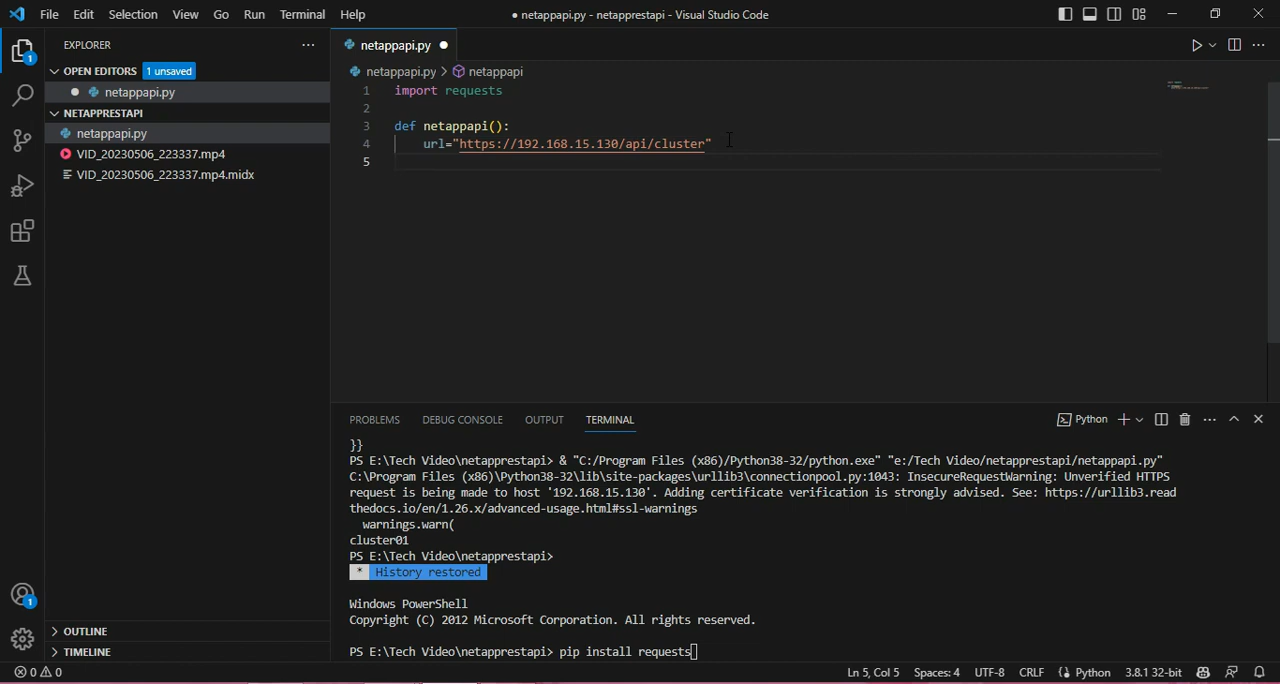 File Edit Selection View Go Run Terminal Help
● netappapi.py - netapprestapi - Visual Studio Code
EXPLORER
OPEN EDITORS 1 unsaved
netappapi.py
NETAPPRESTAPI
netappapi.py
VID_20230506_223337.mp4
VID_20230506_223337.mp4.midx
OUTLINE
TIMELINE
1
1
netappapi.py
netappapi.py > netappapi
1 import requests
2
3 def netappapi():
4 url="https://192.168.15.130/api/cluster"
5
PROBLEMS DEBUG CONSOLE OUTPUT TERMINAL
Python
}}
PS E:\Tech Video\netapprestapi> & "C:/Program Files (x86)/Python38-32/python.exe" "e:/Tech Video/netapprestapi/netappapi.py"
C:\Program Files (x86)\Python38-32\lib\site-packages\urllib3\connectionpool.py:1043: InsecureRequestWarning: Unverified HTTPS
request is being made to host '192.168.15.130'. Adding certificate verification is strongly advised. See: https://urllib3.read
thedocs.io/en/1.26.x/advanced-usage.html#ssl-warnings
warnings.warn(
cluster01
PS E:\Tech Video\netapprestapi>
* History restored
Windows PowerShell
Copyright (C) 2012 Microsoft Corporation. All rights reserved.
PS E:\Tech Video\netapprestapi> pip install requests
0 0
Ln 5, Col 5 Spaces: 4 UTF-8 CRLF Python 3.8.1 32-bit